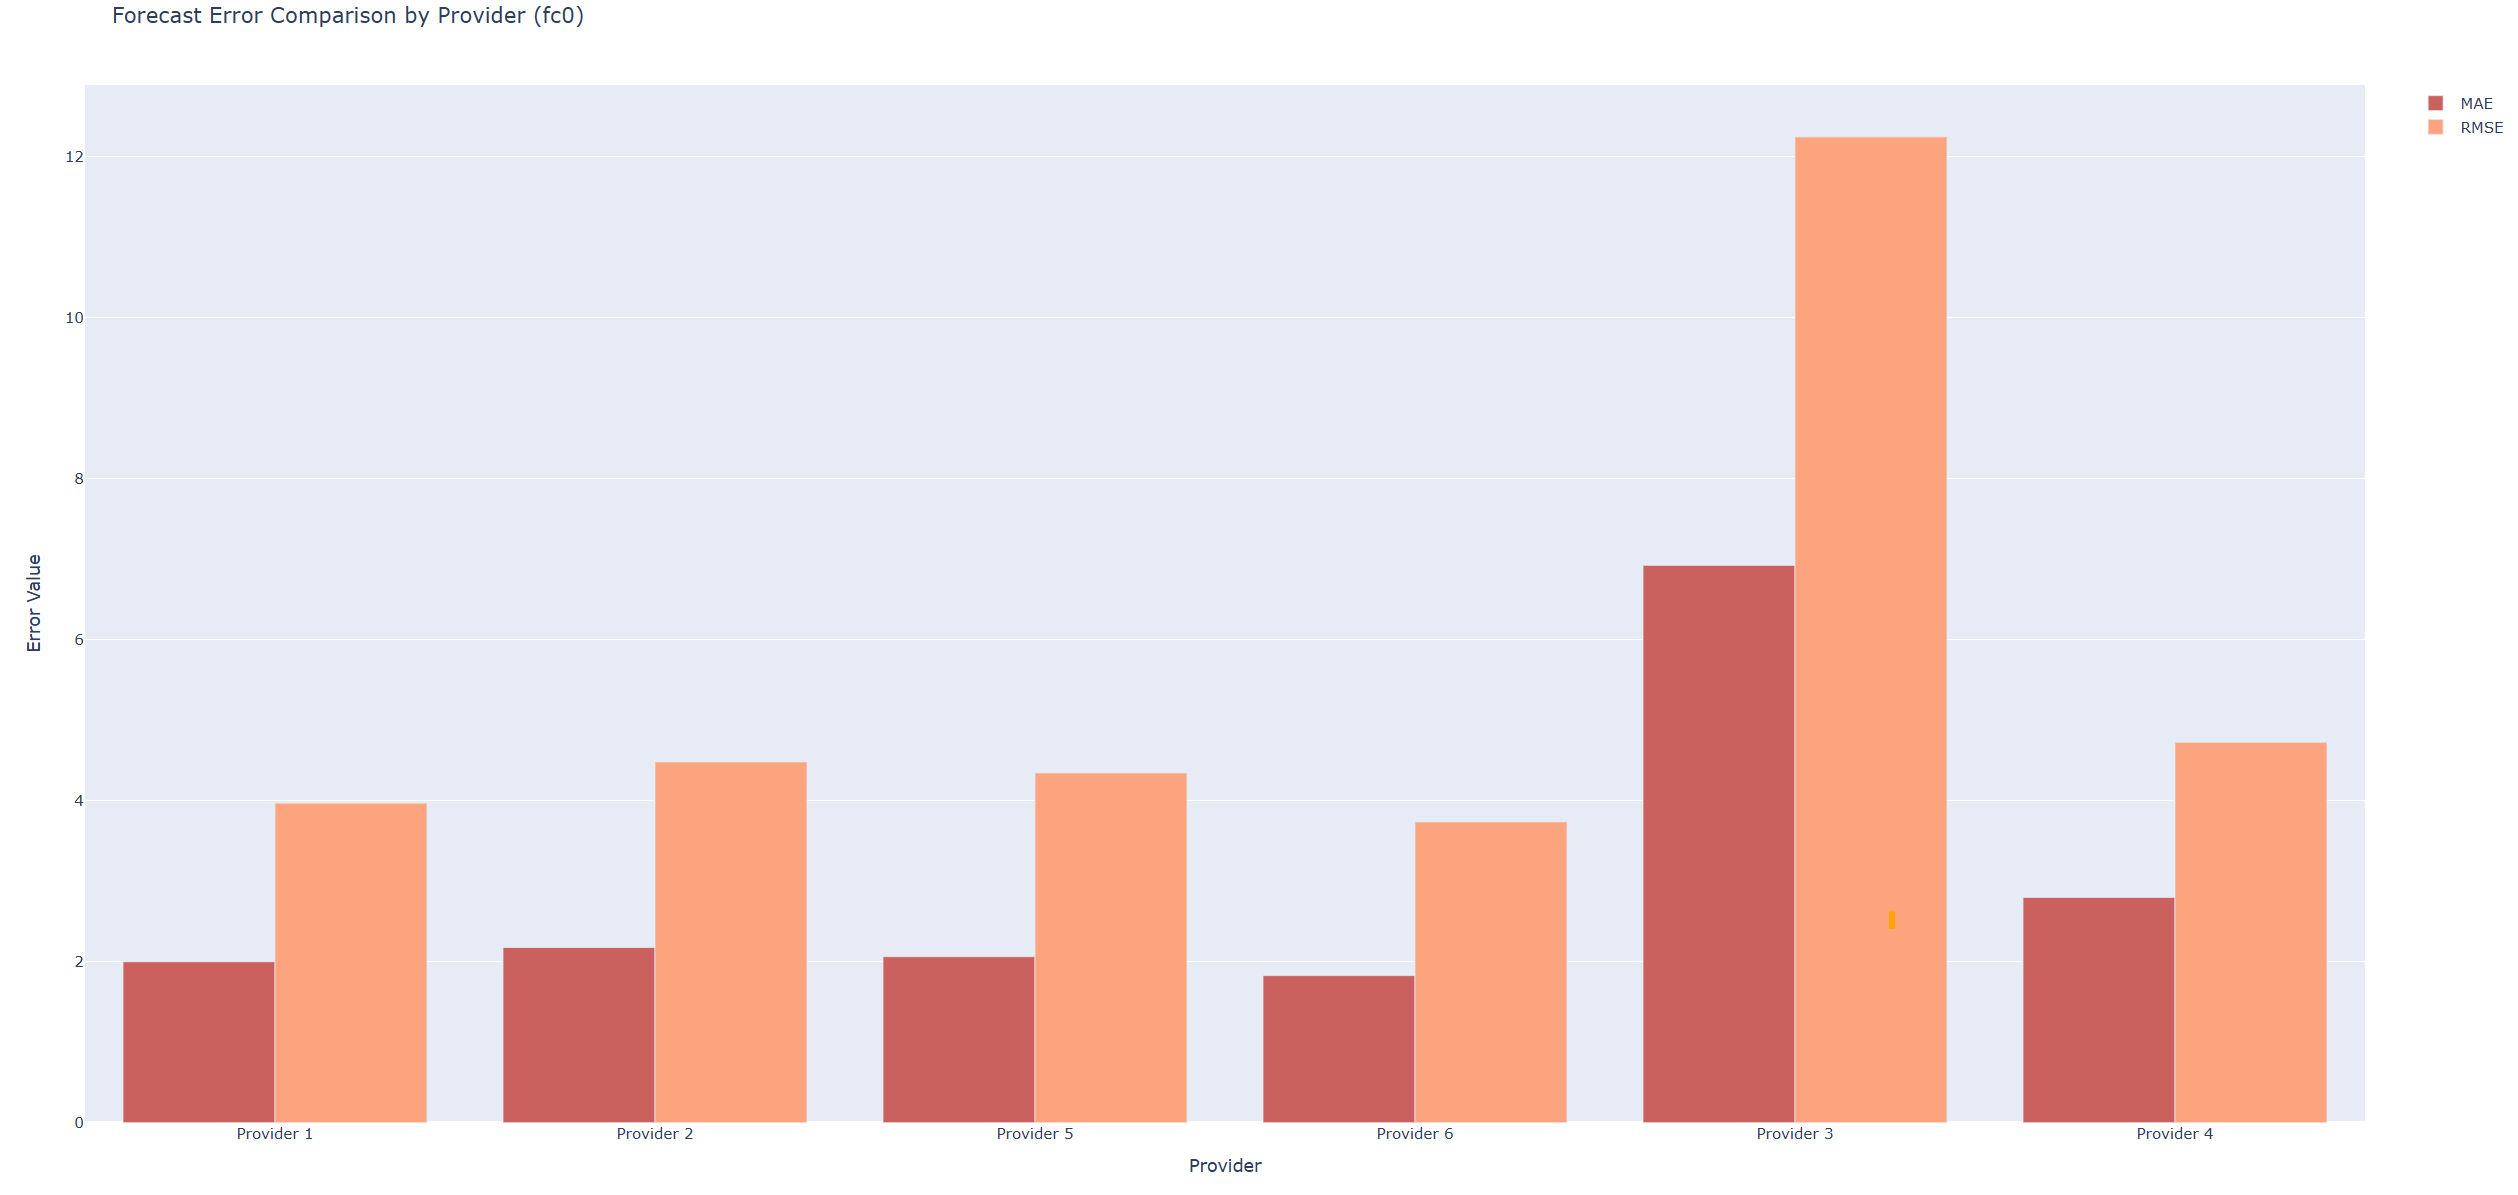 Forecast Error Comparison by Provider (fc0)
MAE
RMSE
12
10
8
6
4
2
0
Error Value
Provider 1
Provider 2
Provider 5
Provider 6
Provider 3
Provider 4
Provider